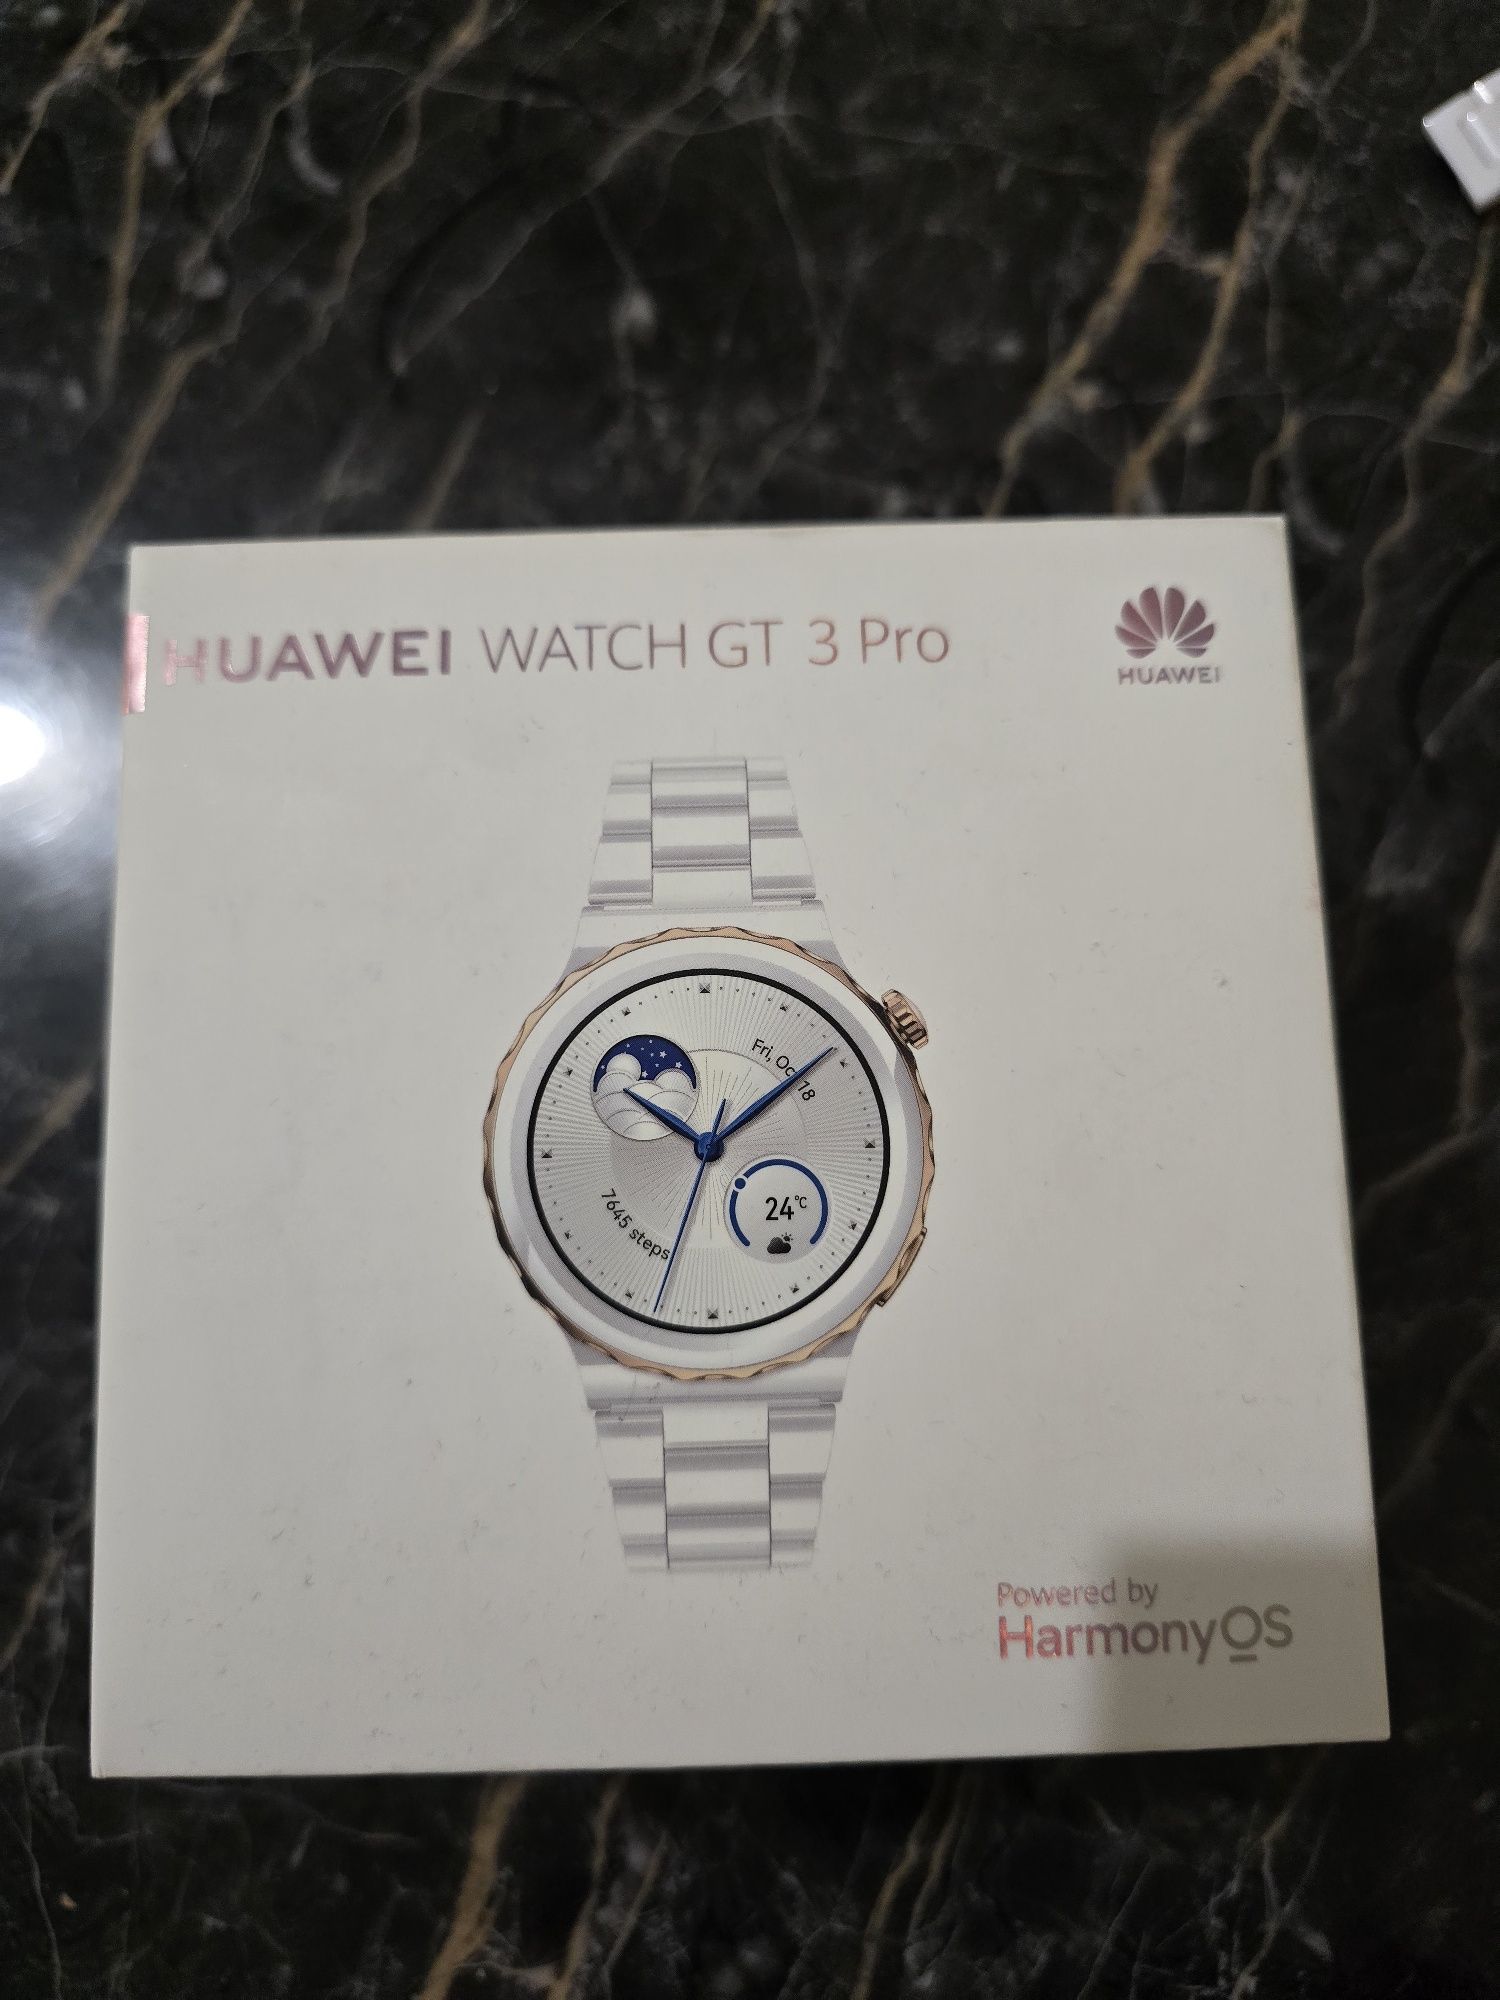 HUAWEI WATCH GT 3 Pro
HUAWEI
Fri, Oct 18
24°C
7645 steps
Powered by
HarmonyOS